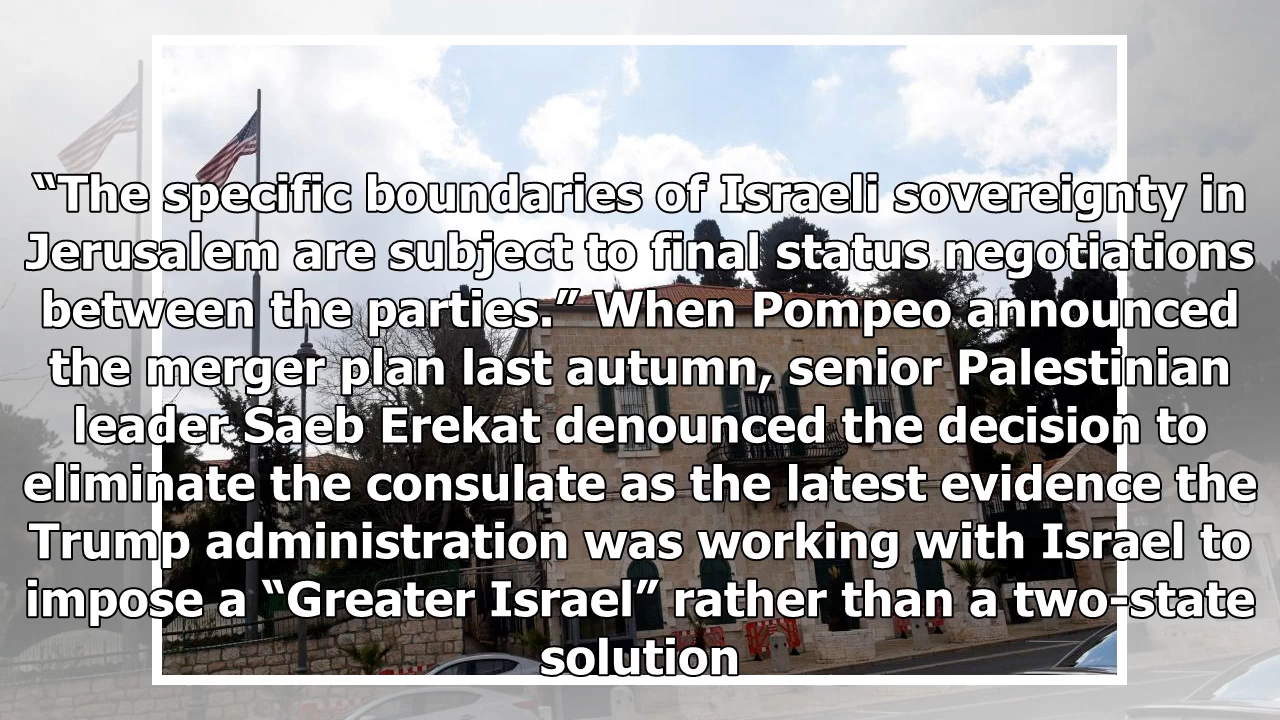 “The specific boundaries of Israeli sovereignty in
Jerusalem are subject to final status negotiations
between the parties.” When Pompeo announced
the merger plan last autumn, senior Palestinian
leader Saeb Erekat denounced the decision to
eliminate the consulate as the latest evidence the
Trump administration was working with Israel to
impose a “Greater Israel” rather than a two-state
solution